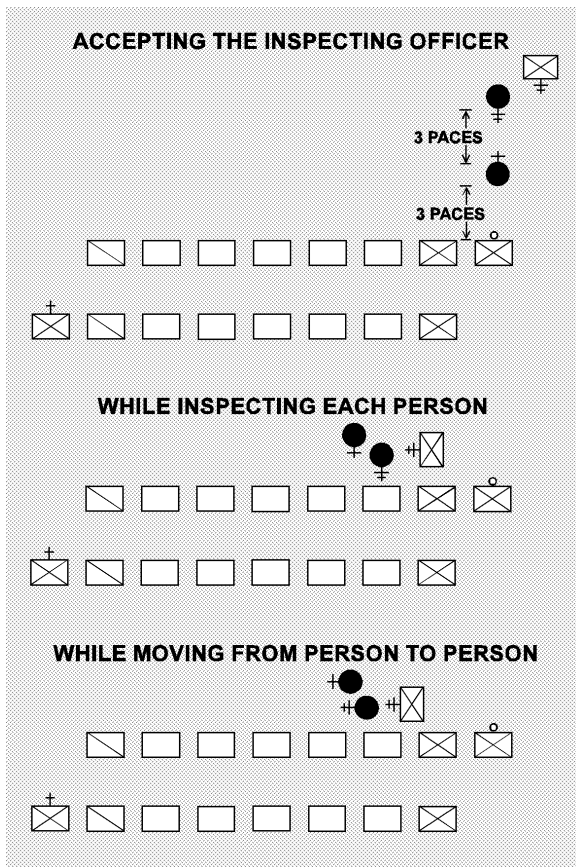 ACCEPTING THE INSPECTING OFFICER
3 PACES
3 PACES
WHILE INSPECTING EACH PERSON
WHILE MOVING FROM PERSON TO PERSON